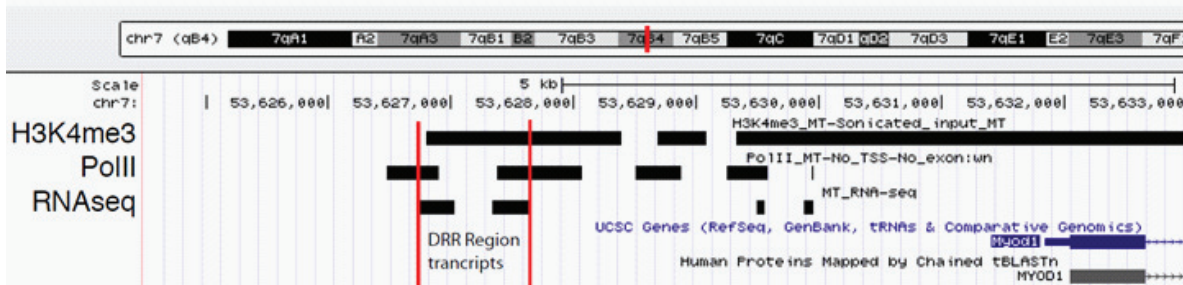 chr7 (qB4) 7qA1 A2 7qA3 7qB1 B2 7qB3 7qB4 7qB5 7qC 7qD1 qD2 7qD3 7qE1 E2 7qE3 7qF
Scale 5 kb
chr7: 53,626,000 53,627,000 53,628,000 53,629,000 53,630,000 53,631,000 53,632,000 53,633,000
H3K4me3_MT-Sonicated_input_MT
H3K4me3
PolII_MT-No_TSS-No_exon:wn
PolII
MT_RNA-seq
RNAseq
UCSC Genes (RefSeq, GenBank, tRNAs & Comparative Genomics)
DRR Region
trancripts
Myod1
Human Proteins Mapped by Chained tBLASTn
MYOD1